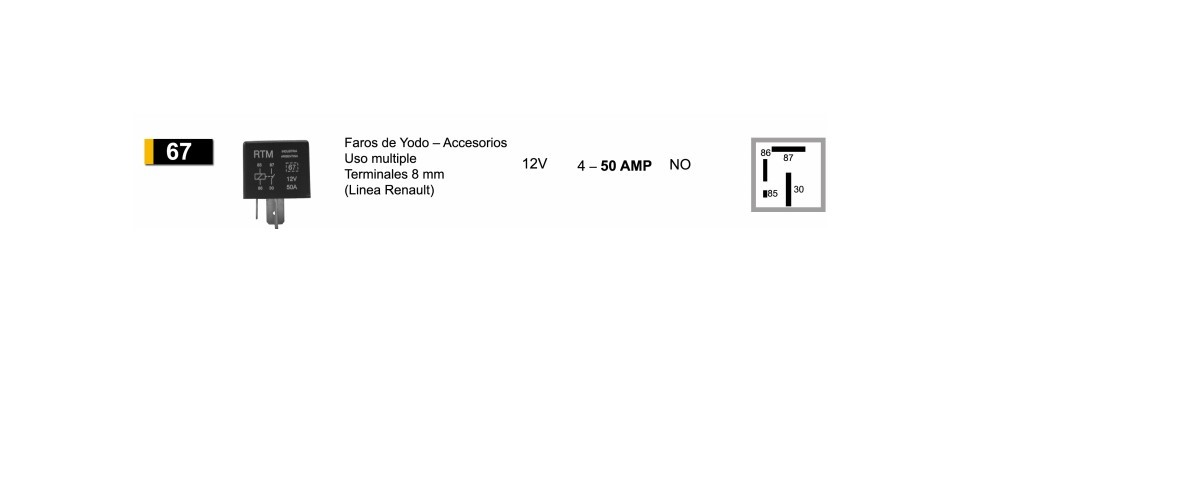 67
Faros de Yodo – Accesorios
Uso multiple
Terminales 8 mm
(Linea Renault)
12V
4 – 50 AMP
NO
RTM
67
12V
50A
86
87
85
30